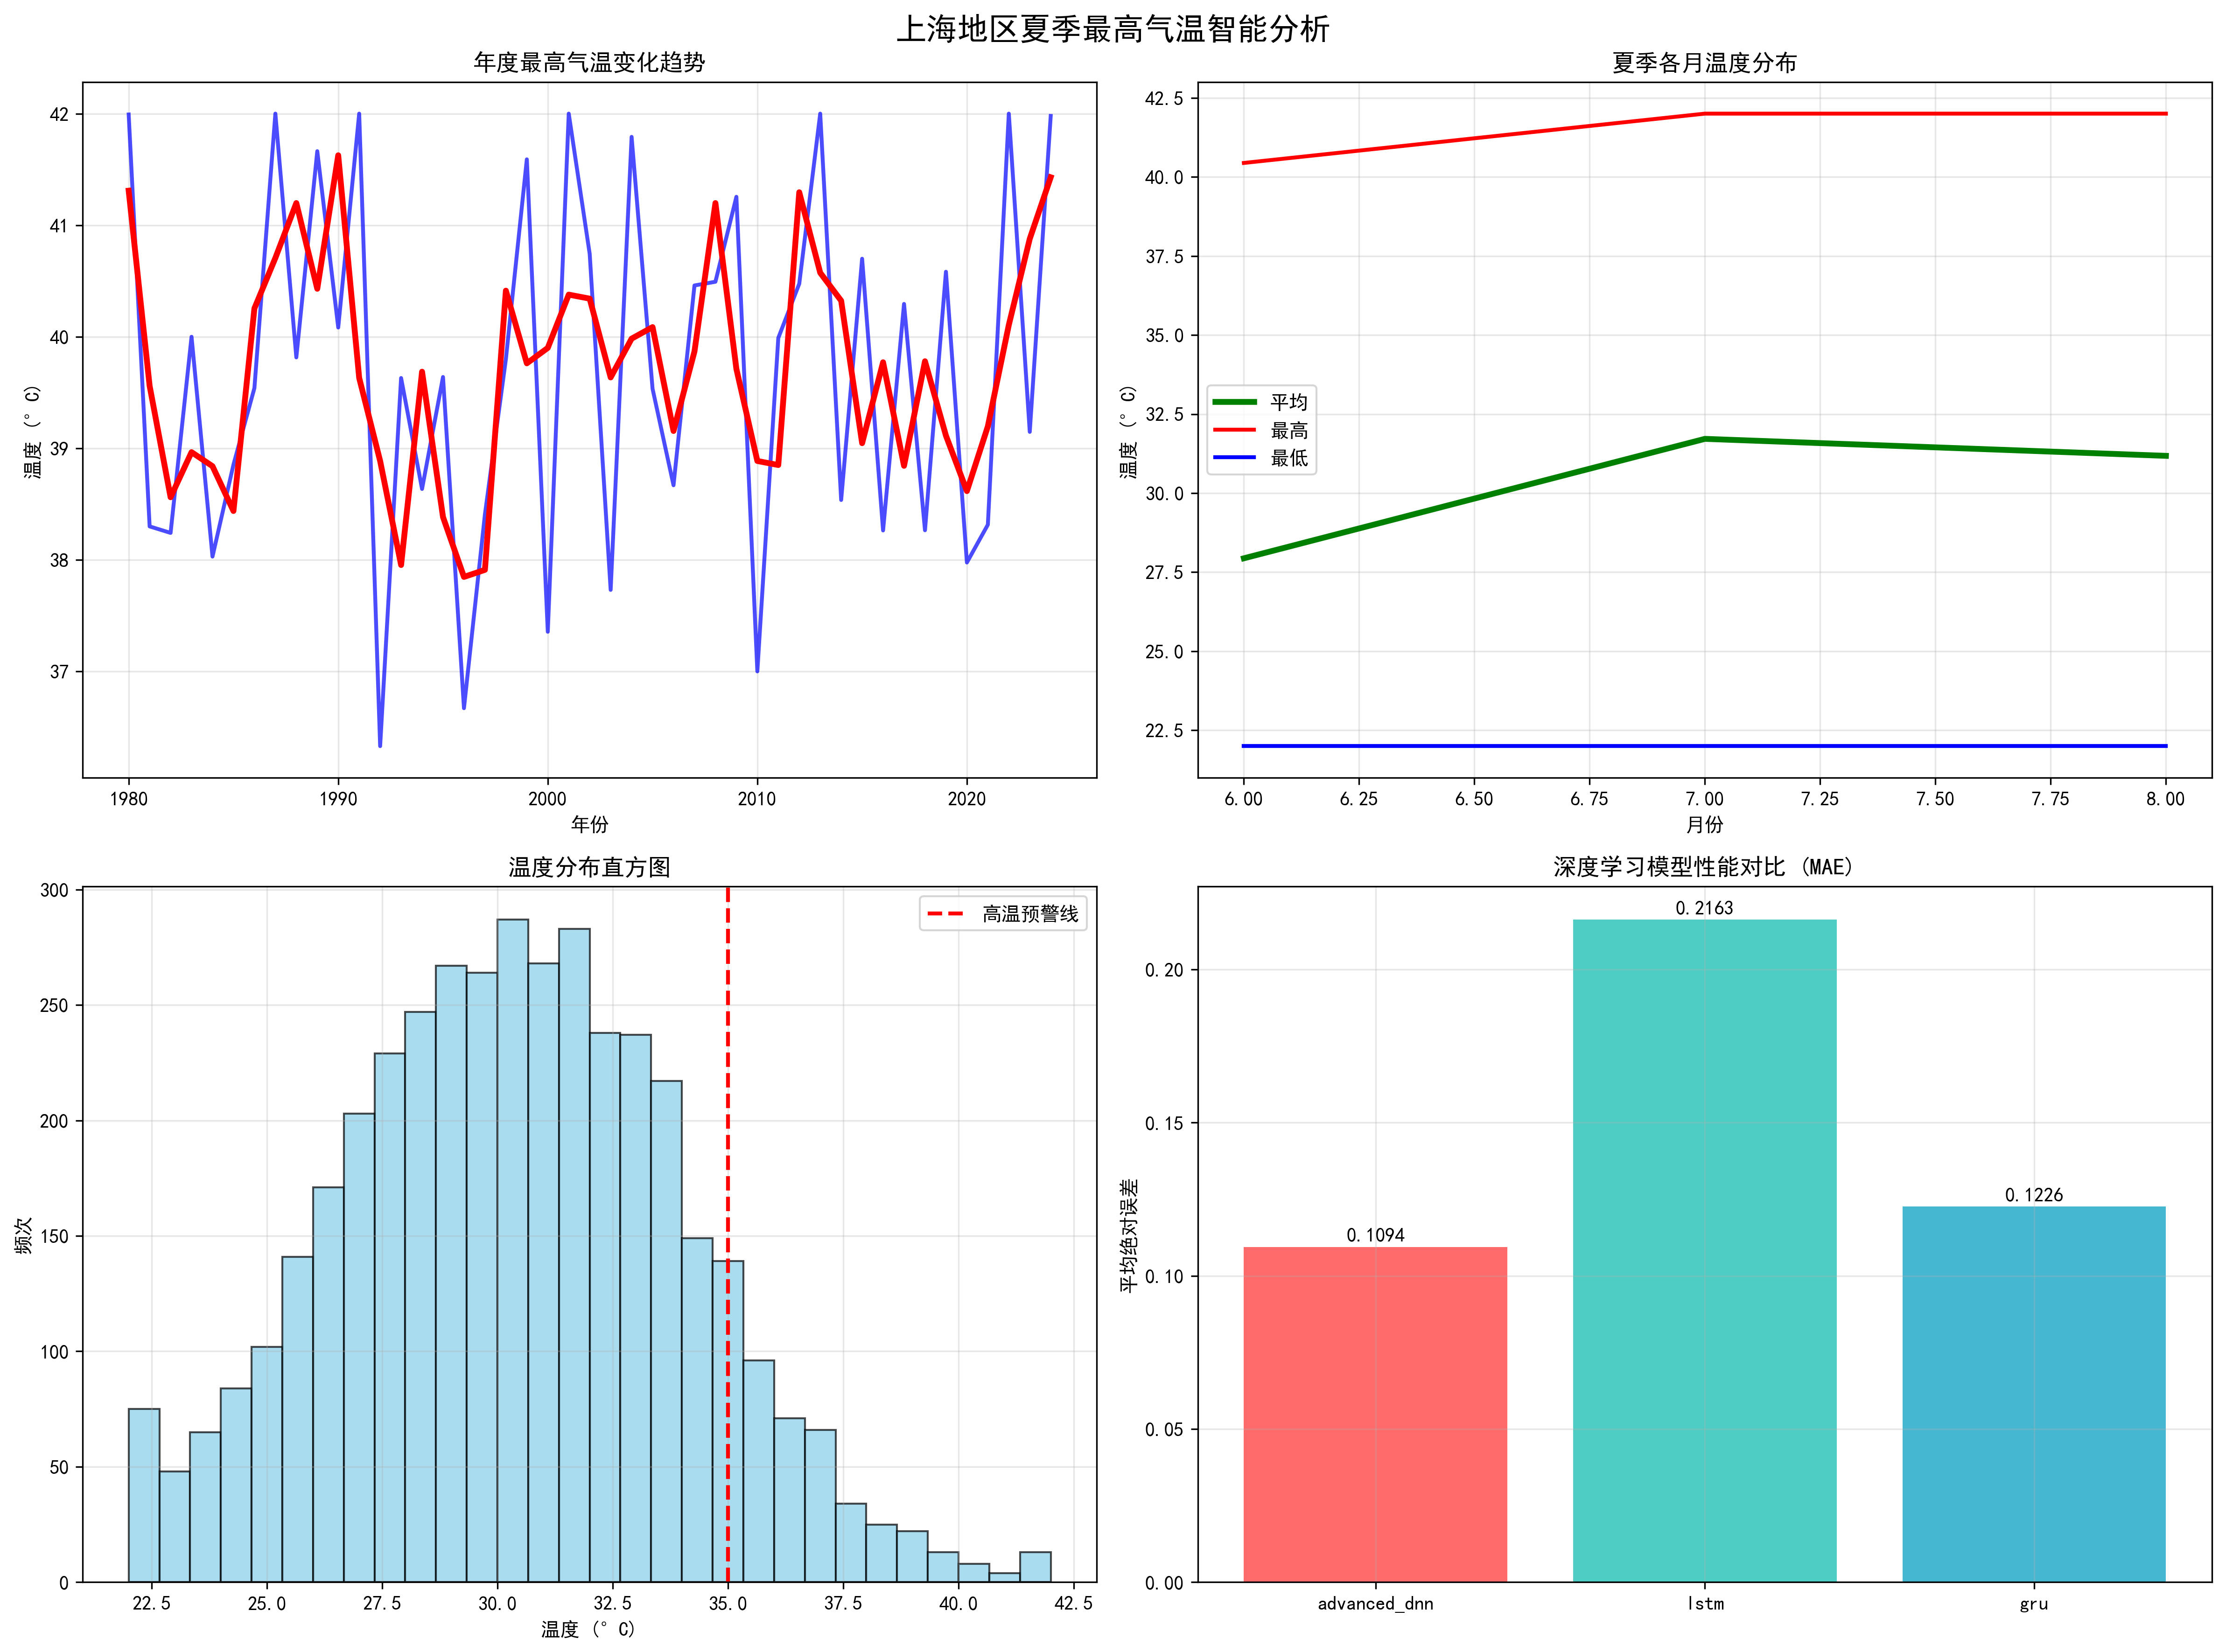 上海地区夏季最高气温智能分析
年度最高气温变化趋势
42
41
40
39
38
37
温度 (°C)
1980 1990 2000 2010 2020
年份
夏季各月温度分布
42.5
40.0
37.5
35.0
32.5
30.0
27.5
25.0
22.5
温度 (°C)
平均
最高
最低
6.00 6.25 6.50 6.75 7.00 7.25 7.50 7.75 8.00
月份
温度分布直方图
300
250
200
150
100
50
0
频次
高温预警线
22.5 25.0 27.5 30.0 32.5 35.0 37.5 40.0 42.5
温度 (°C)
深度学习模型性能对比 (MAE)
0.20
0.15
0.10
0.05
0.00
平均绝对误差
0.1094
0.2163
0.1226
advanced_dnn lstm gru